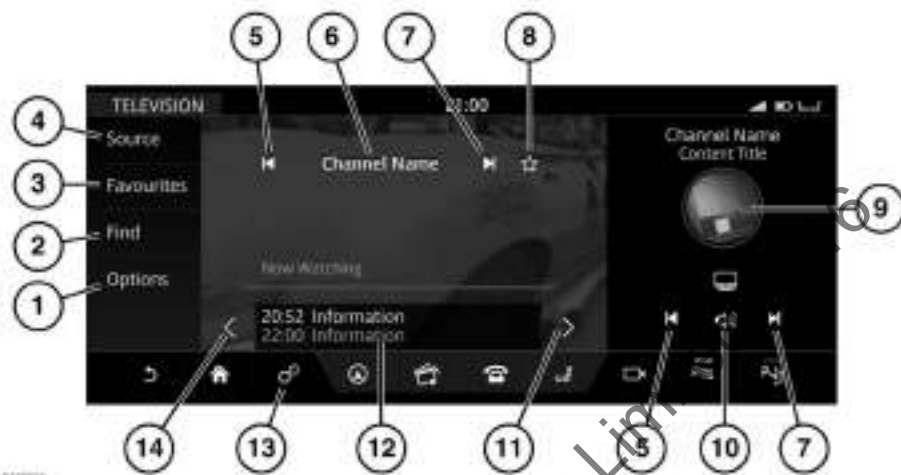 5 6 7 8
TELEVISION
4 Source
Channel Name
Channel Name
Content Title
3 Favourites
9
2 Find
Now Watching
1 Options
20:52 Information
22:00 Information
14 13 12 11 5 10 7